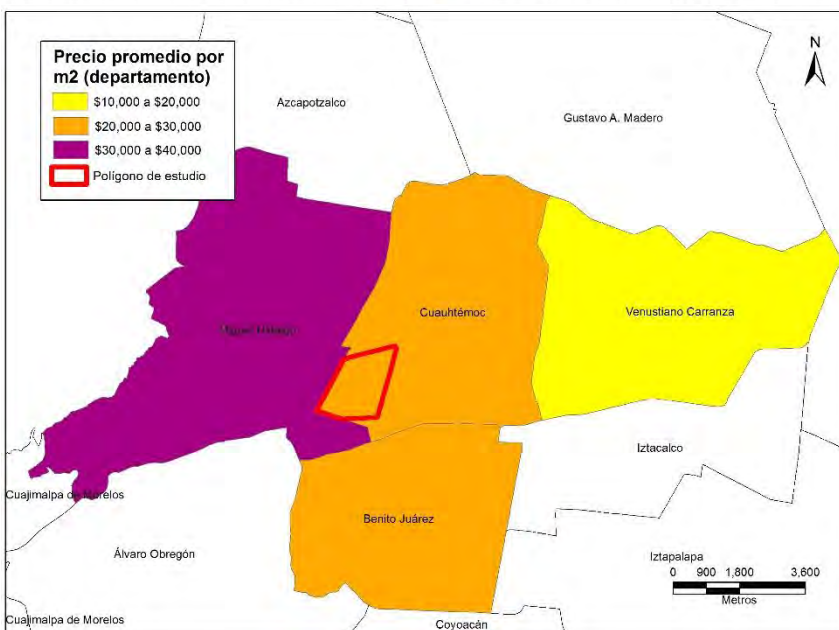 Precio promedio por
m2 (departamento)
$10,000 a $20,000
$20,000 a $30,000
$30,000 a $40,000
Polígono de estudio
N
Azcapotzalco
Gustavo A. Madero
Miguel Hidalgo
Cuauhtémoc
Venustiano Carranza
Iztacalco
Cuajimalpa de Morelos
Benito Juárez
Álvaro Obregón
Iztapalapa
0 900 1,800 3,600
Metros
Cuajimalpa de Morelos
Coyoacán